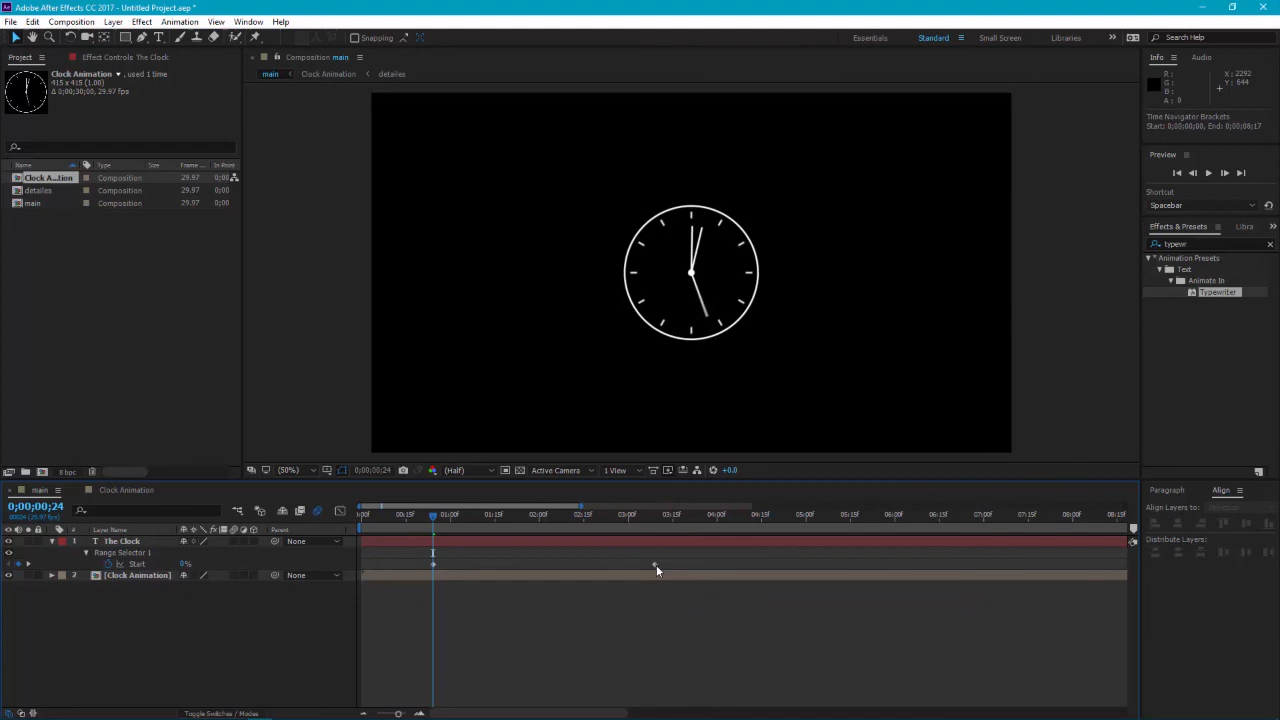 Adobe After Effects CC 2017 - Untitled Project.aep *
File Edit Composition Layer Effect Animation View Window Help
Snapping Essentials Standard Small Screen Libraries Search Help
Project Effect Controls The Clock Composition main Info Audio
main Clock Animation detailes
Clock Animation , used 1 time
415 x 415 (1.00)
Δ 0;00;30;00, 29.97 fps
R :
G :
B :
A : 0
X : 2292
Y : 644
Time Navigator Brackets
Start: 0;00;00;00, End: 0;00;08;17
Preview
Shortcut
Spacebar
Effects & Presets Libra
typewr
* Animation Presets
Text
Animate In
Typewriter
Name Type Size Frame ... In Point
Clock A...tion Composition 29.97 0;00
detailes Composition 29.97 0;00
main Composition 29.97 0;00
8 bpc (50%) 0;00;00;24 (Half) Active Camera 1 View +0.0
main Clock Animation
0;00;00;24
00024 (29.97 fps)
:00f 00:15f 01:00f 01:15f 02:00f 02:15f 03:00f 03:15f 04:00f 04:15f 05:00f 05:15f 06:00f 06:15f 07:00f 07:15f 08:00f 08:15f
# Layer Name Parent
1 T The Clock None
Range Selector 1
Start 0%
2 [Clock Animation] None
Paragraph Align
Align Layers to: Selection
Distribute Layers:
Toggle Switches / Modes